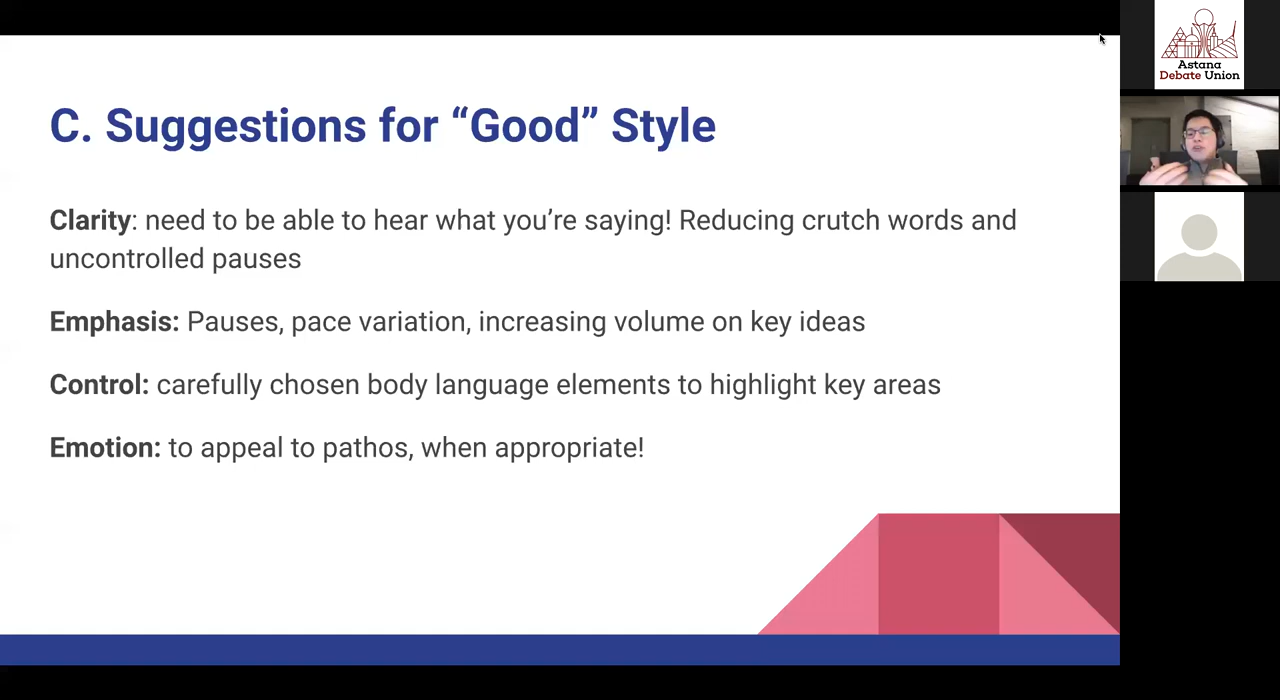 C. Suggestions for “Good” Style
Clarity: need to be able to hear what you’re saying! Reducing crutch words and
uncontrolled pauses
Emphasis: Pauses, pace variation, increasing volume on key ideas
Control: carefully chosen body language elements to highlight key areas
Emotion: to appeal to pathos, when appropriate!
Astana
Debate Union